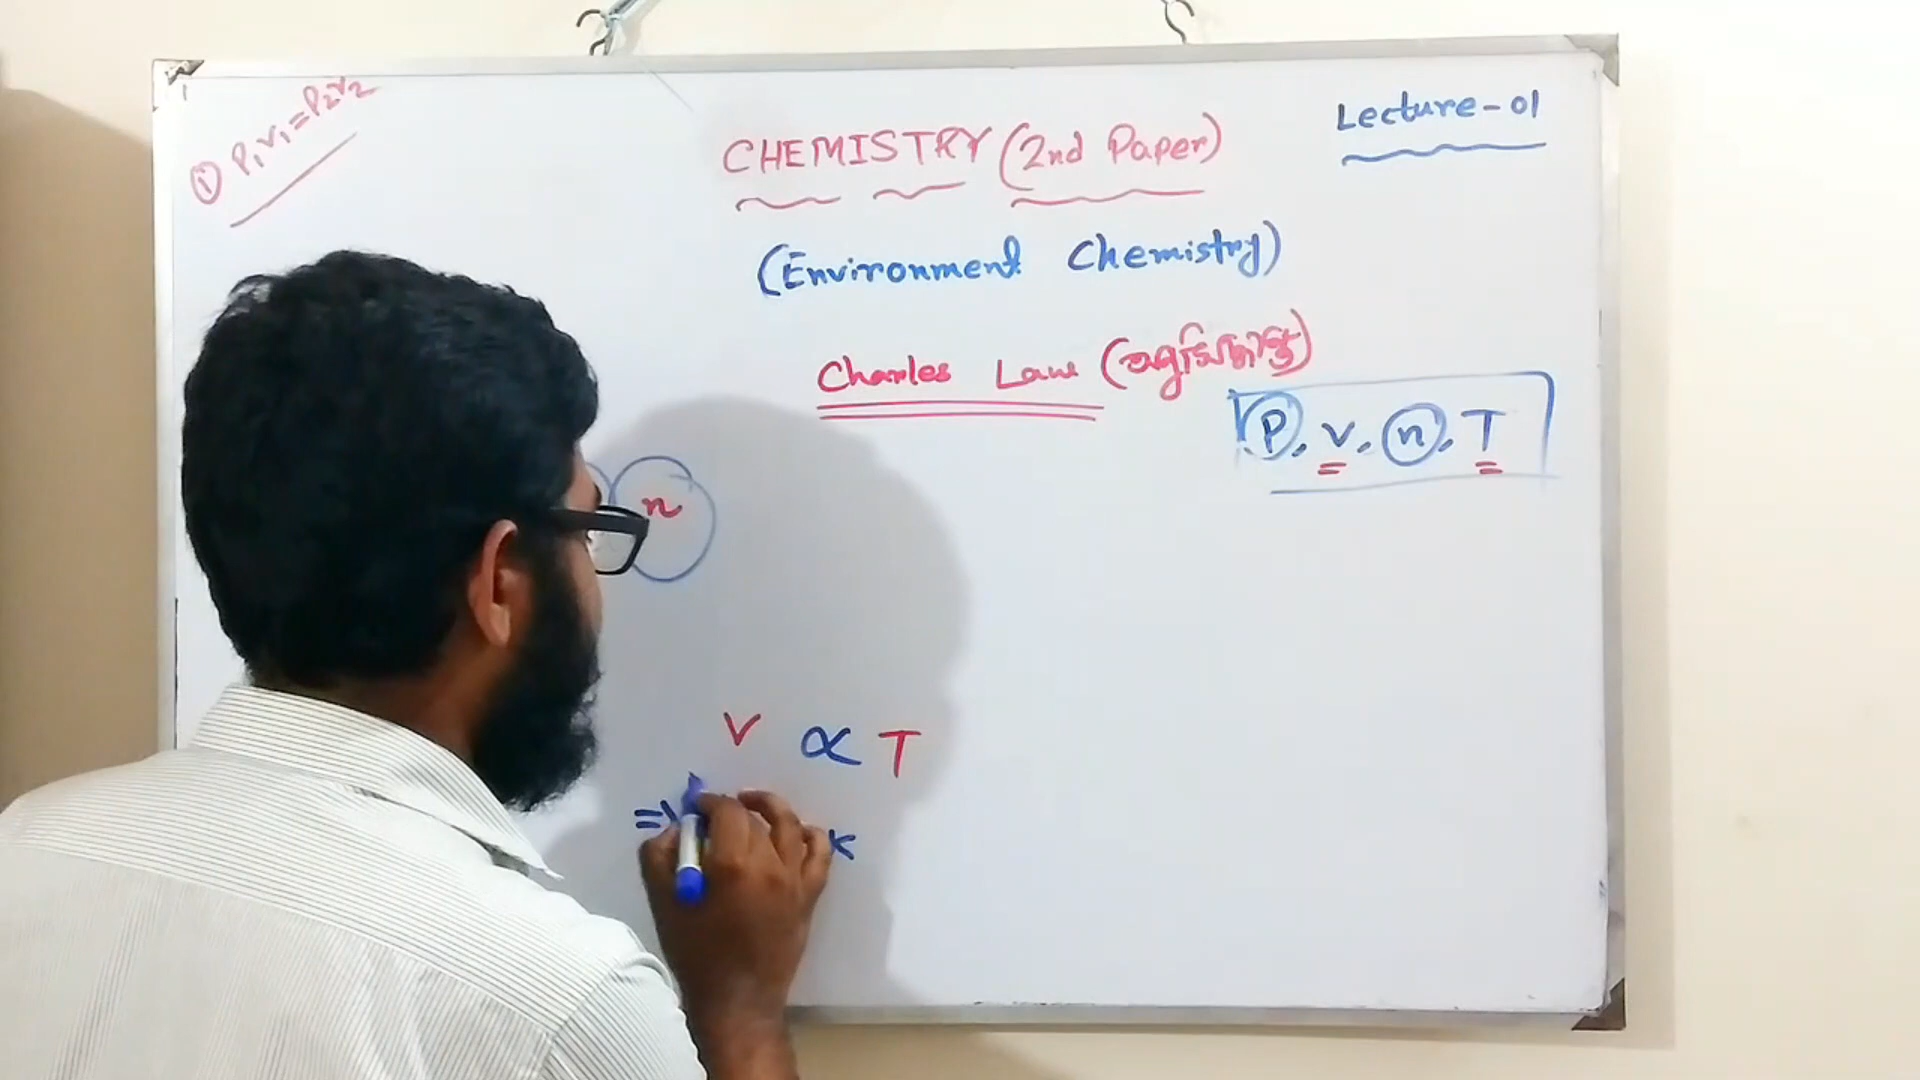 ① P₁V₁ = P₂V₂
Lecture-01
CHEMISTRY (2nd Paper)
(Environment Chemistry)
Charles Law
P, V, n, T
n
V ∝ T
⇒ K